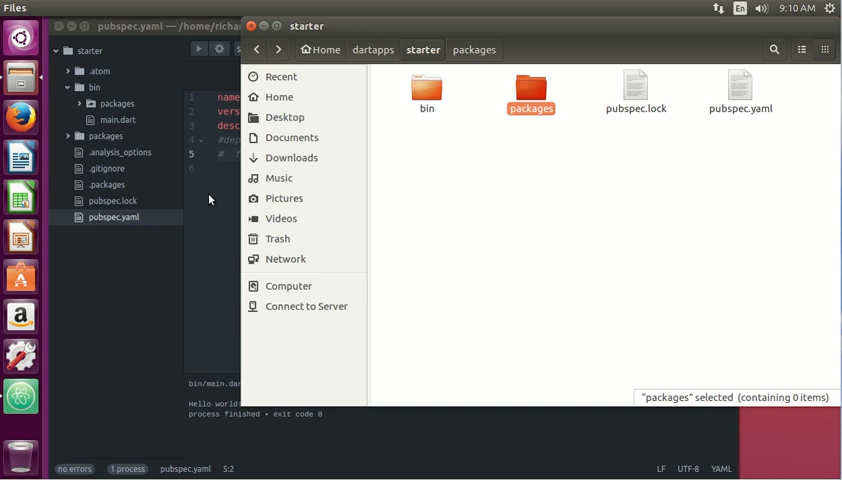 Files
En
9:10 AM
pubspec.yaml — /home/richar
starter
Home
dartapps
starter
packages
starter
.atom
bin
packages
main.dart
packages
.analysis_options
.gitignore
.packages
pubspec.lock
pubspec.yaml
1 name
2 vers
3 desc
4 #dep
5 #
6
Recent
Home
Desktop
Documents
Downloads
Music
Pictures
Videos
Trash
Network
Computer
Connect to Server
bin
packages
pubspec.lock
pubspec.yaml
"packages" selected (containing 0 items)
bin/main.dar
Hello world!
process finished • exit code 0
no errors
1 process
pubspec.yaml
5:2
LF
UTF-8
YAML